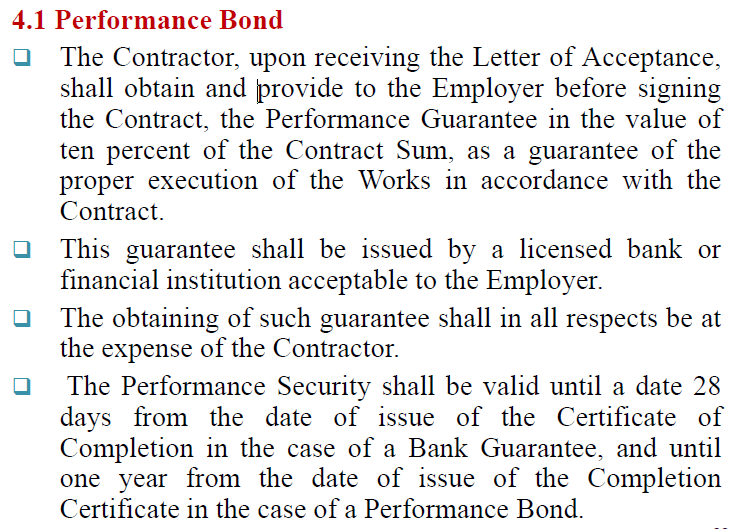 4.1 Performance Bond
❑ The Contractor, upon receiving the Letter of Acceptance,
shall obtain and provide to the Employer before signing
the Contract, the Performance Guarantee in the value of
ten percent of the Contract Sum, as a guarantee of the
proper execution of the Works in accordance with the
Contract.
❑ This guarantee shall be issued by a licensed bank or
financial institution acceptable to the Employer.
❑ The obtaining of such guarantee shall in all respects be at
the expense of the Contractor.
❑ The Performance Security shall be valid until a date 28
days from the date of issue of the Certificate of
Completion in the case of a Bank Guarantee, and until
one year from the date of issue of the Completion
Certificate in the case of a Performance Bond.